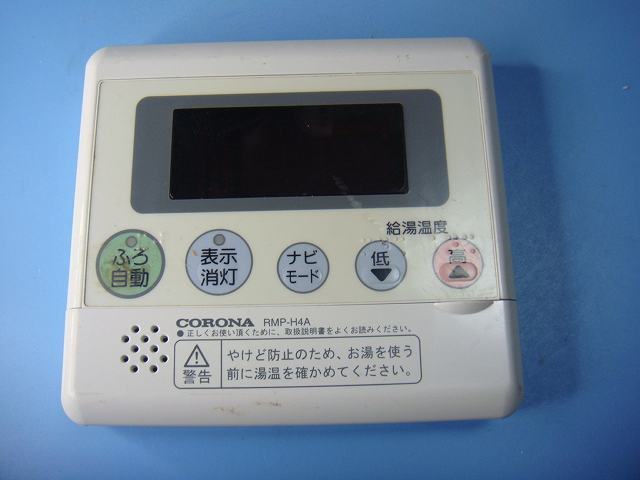 給湯温度
ふろ
自動
表示
消灯
ナビ
モード
低
高
CORONA RMP-H4A
●正しくお使い頂くために、取扱説明書をよくお読みください。
警告
やけど防止のため、お湯を使う
前に湯温を確かめてください。